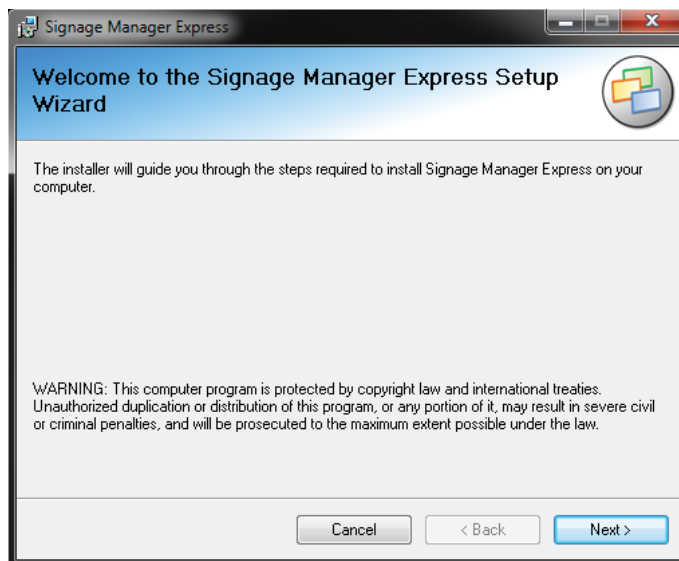 Signage Manager Express
Welcome to the Signage Manager Express Setup
Wizard
The installer will guide you through the steps required to install Signage Manager Express on your
computer.
WARNING: This computer program is protected by copyright law and international treaties.
Unauthorized duplication or distribution of this program, or any portion of it, may result in severe civil
or criminal penalties, and will be prosecuted to the maximum extent possible under the law.
Cancel
< Back
Next >